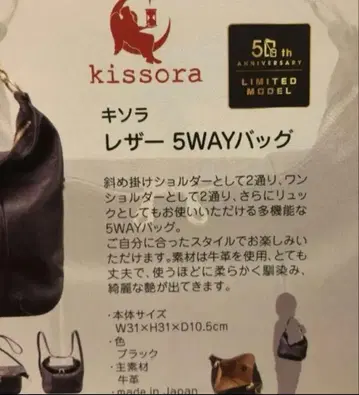 kissora
50th
ANNIVERSARY
LIMITED
MODEL
キソラ
レザー 5WAYバッグ
斜め掛けショルダーとして2通り、ワン
ショルダーとして2通り、さらにリュッ
クとしてもお使いいただける多機能な
5WAYバッグ。
ご自分に合ったスタイルでお楽しみいた
だけます。素材は牛革を使用、とても
丈夫で、使うほどに柔らかく馴染み、
綺麗な艶が出てきます。
・本体サイズ
W31×H31×D10.5cm
・色
ブラック
・主素材
牛革
・made in Japan